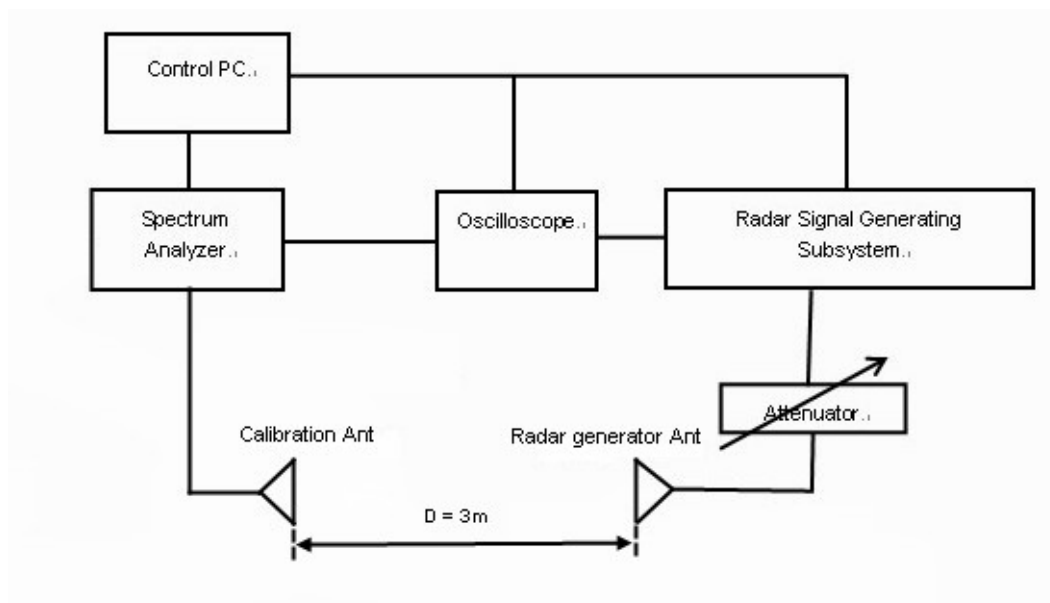 Control PC.
Spectrum
Analyzer.
Oscilloscope.
Radar Signal Generating
Subsystem.
Attenuator.
Calibration Ant
Radar generator Ant
D = 3m